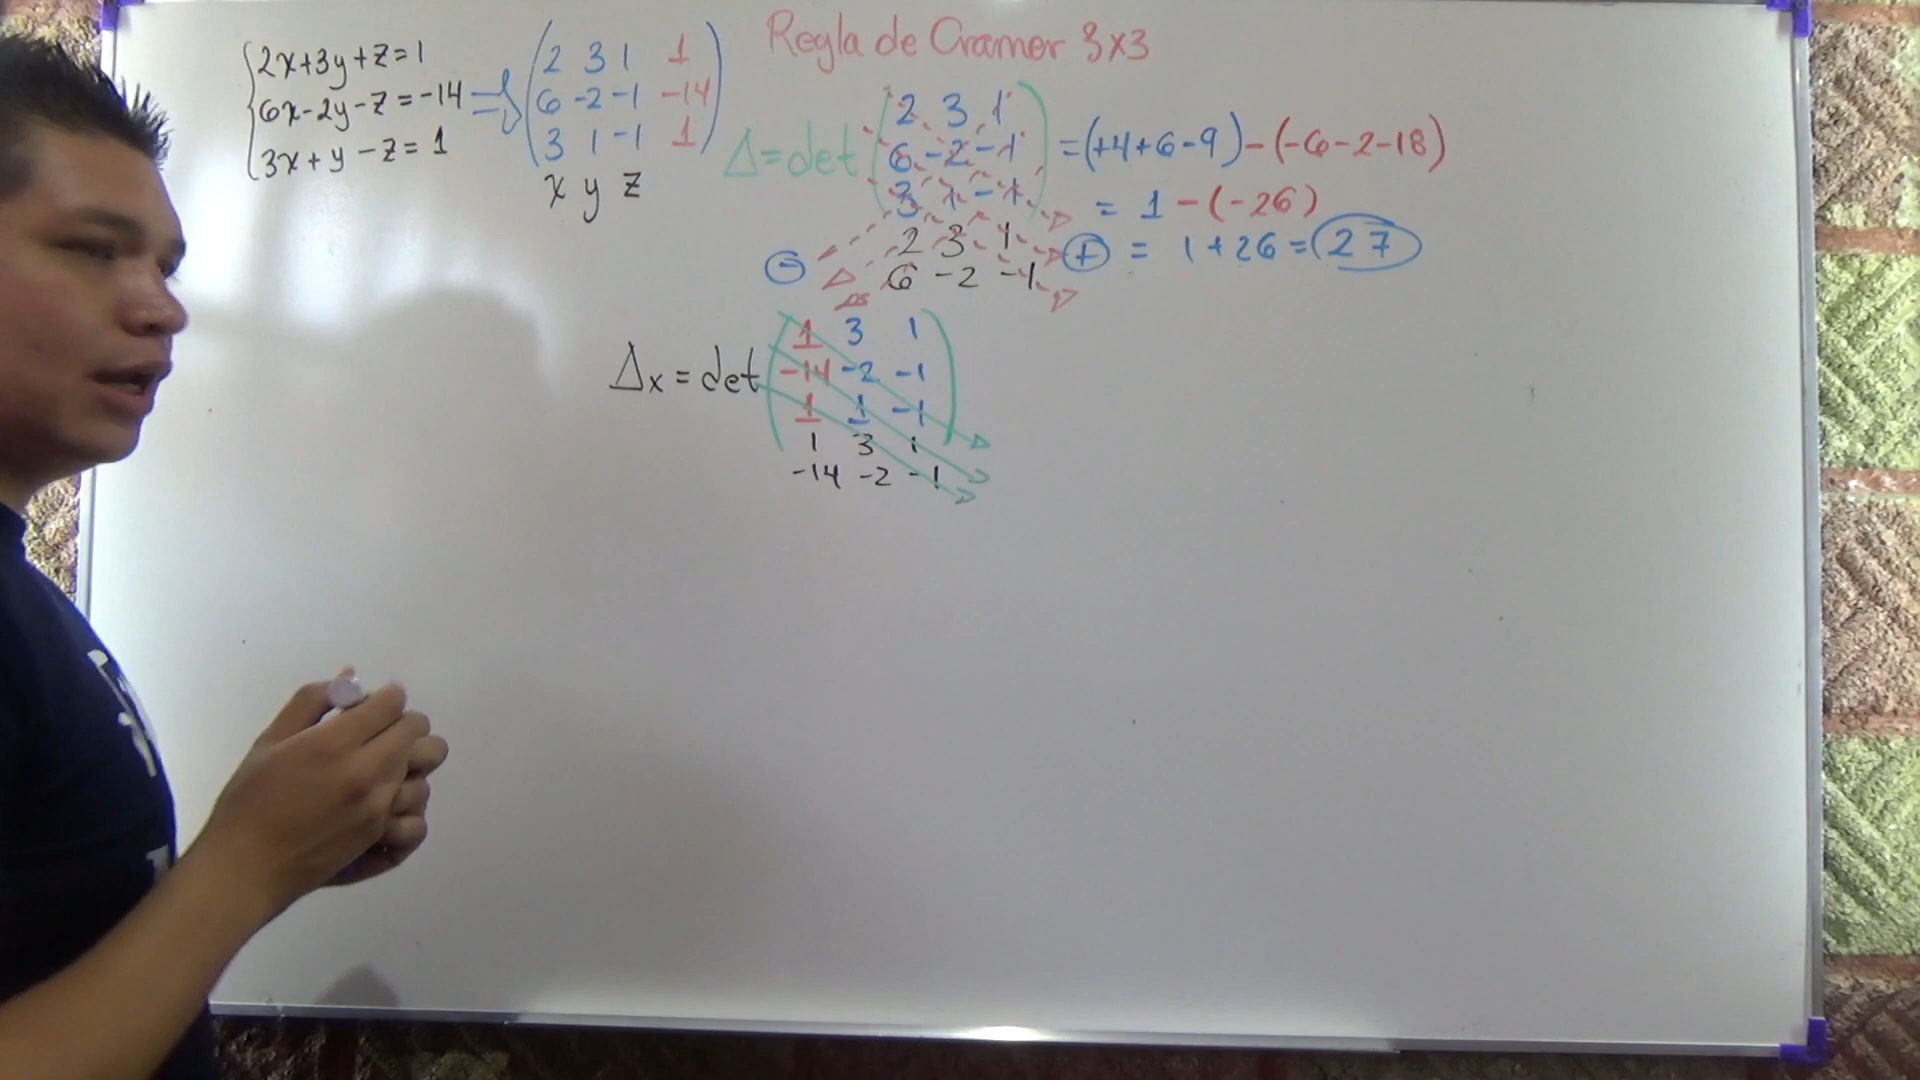 Regla de Cramer 3x3
2x+3y+z=1
6x-2y-z=-14
3x+y-z=1
2 3 1 1
6 -2 -1 -14
3 1 -1 1
x y z
Δ=det
2 3 1
6 -2 -1
3 1 -1
2 3 1
6 -2 -1
=(+4+6-9)-(-6-2-18)
= 1-(-26)
- + = 1+26=27
Δx=det
1 3 1
-14 -2 -1
1 1 -1
1 3 1
-14 -2 -1